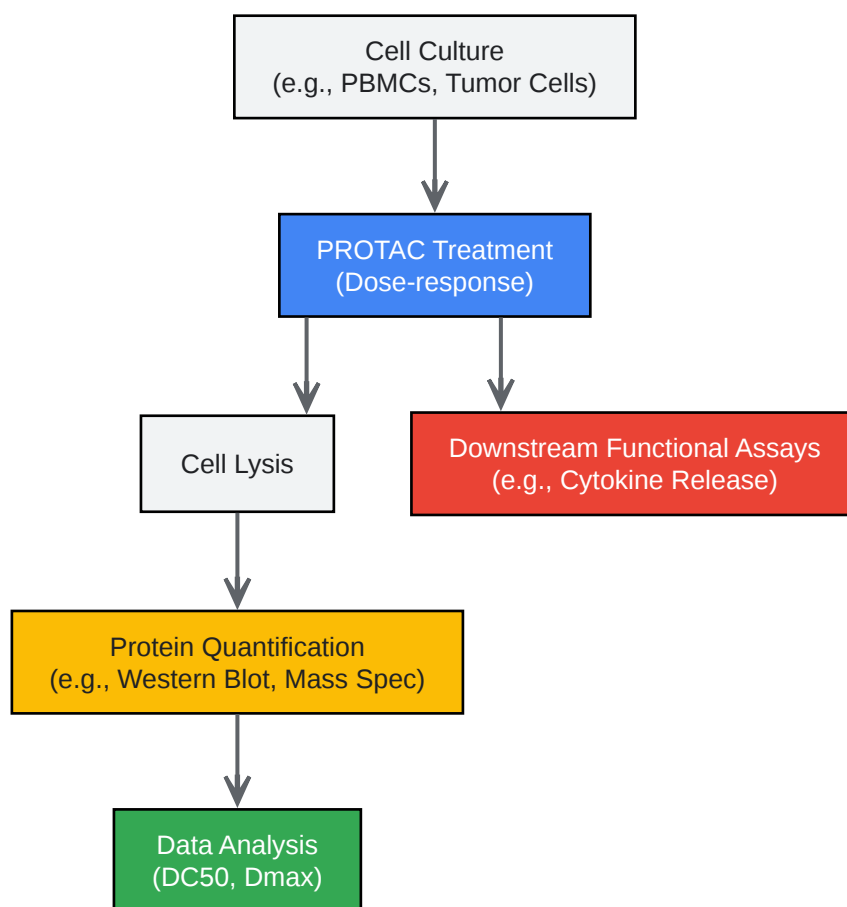 Cell Culture
(e.g., PBMCs, Tumor Cells)
PROTAC Treatment
(Dose-response)
Cell Lysis
Downstream Functional Assays
(e.g., Cytokine Release)
Protein Quantification
(e.g., Western Blot, Mass Spec)
Data Analysis
(DC50, Dmax)